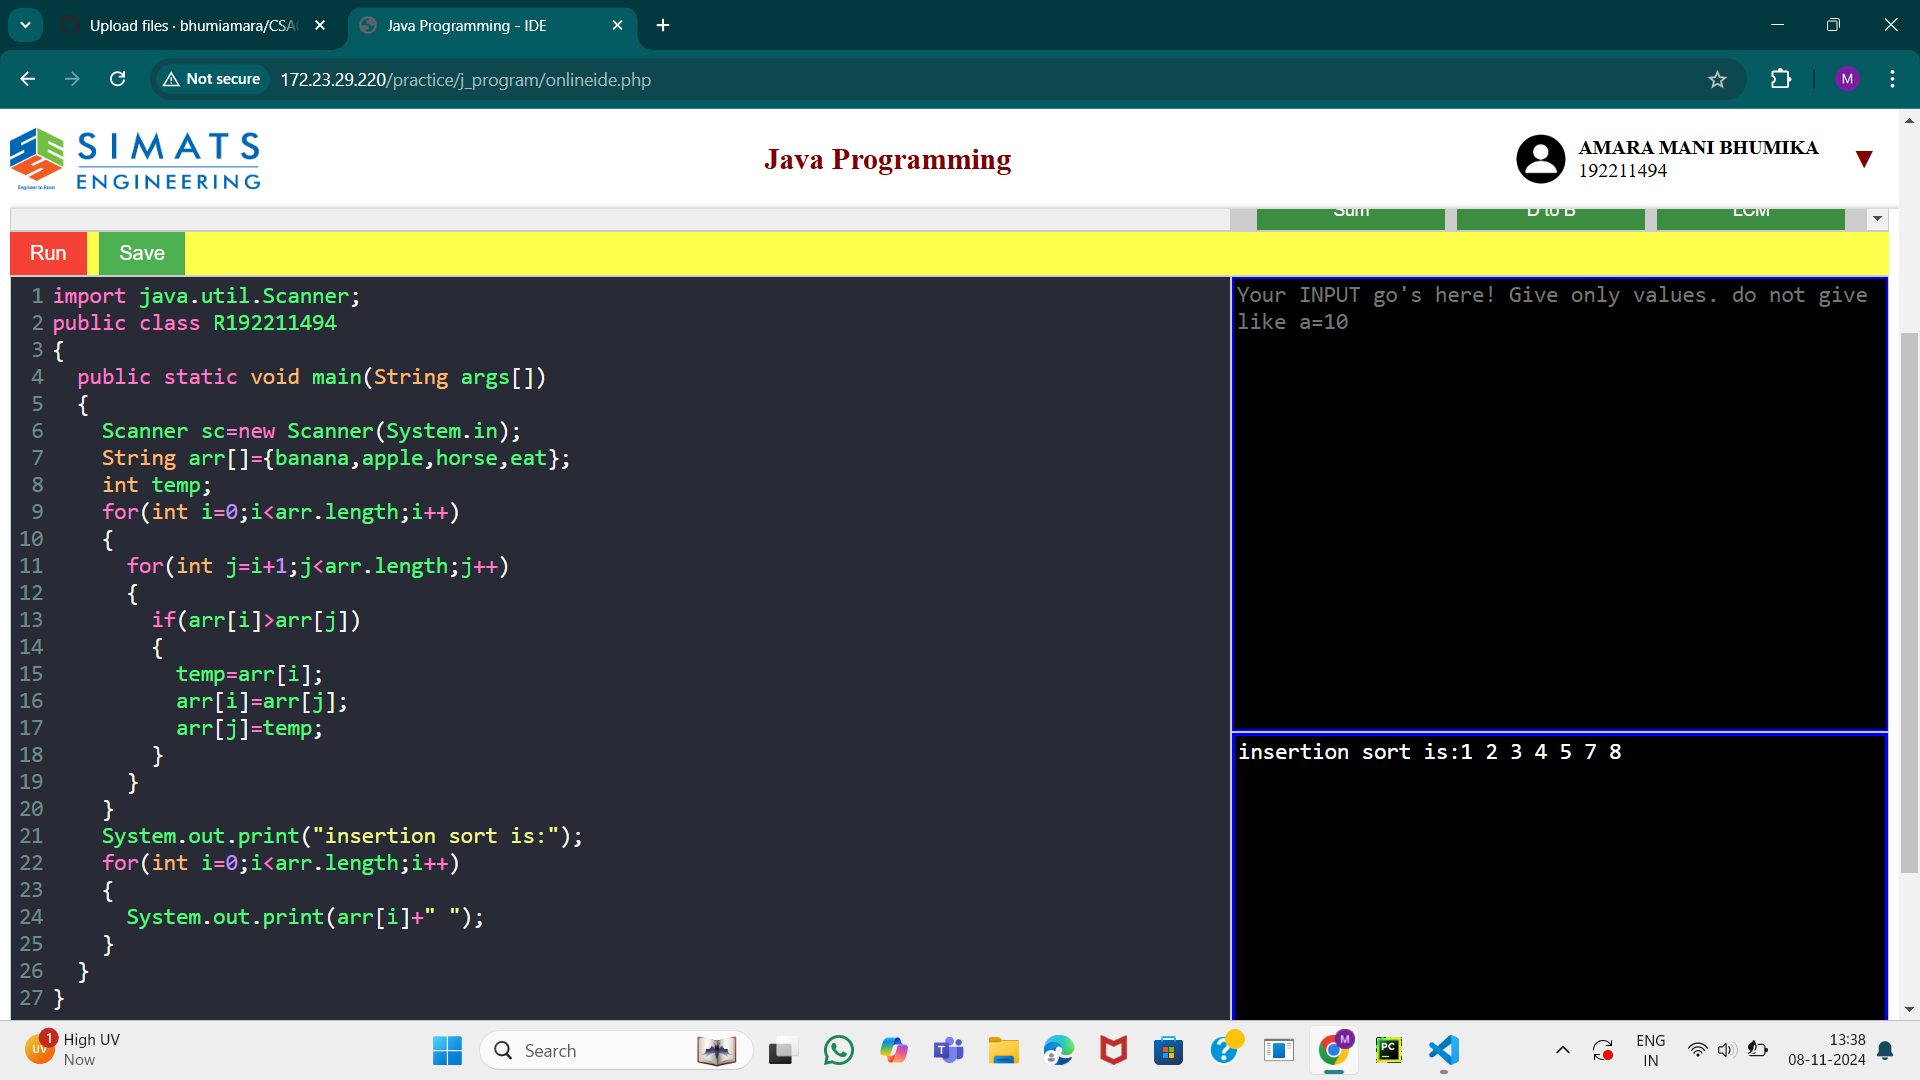 Upload files · bhumiamara/CSA
Java Programming - IDE
Not secure
172.23.29.220/practice/j_program/onlineide.php
M
SIMATS
ENGINEERING
Engineer to Excel
Java Programming
AMARA MANI BHUMIKA
192211494
Sum
D to B
LCM
Run
Save
1 import java.util.Scanner;
2 public class R192211494
3 {
4   public static void main(String args[])
5   {
6     Scanner sc=new Scanner(System.in);
7     String arr[]={banana,apple,horse,eat};
8     int temp;
9     for(int i=0;i<arr.length;i++)
10     {
11       for(int j=i+1;j<arr.length;j++)
12       {
13         if(arr[i]>arr[j])
14         {
15           temp=arr[i];
16           arr[i]=arr[j];
17           arr[j]=temp;
18         }
19       }
20     }
21     System.out.print("insertion sort is:");
22     for(int i=0;i<arr.length;i++)
23     {
24       System.out.print(arr[i]+" ");
25     }
26   }
27 }
Your INPUT go's here! Give only values. do not give
like a=10
insertion sort is:1 2 3 4 5 7 8
UV
1
High UV
Now
Search
M
PC
ENG
IN
13:38
08-11-2024